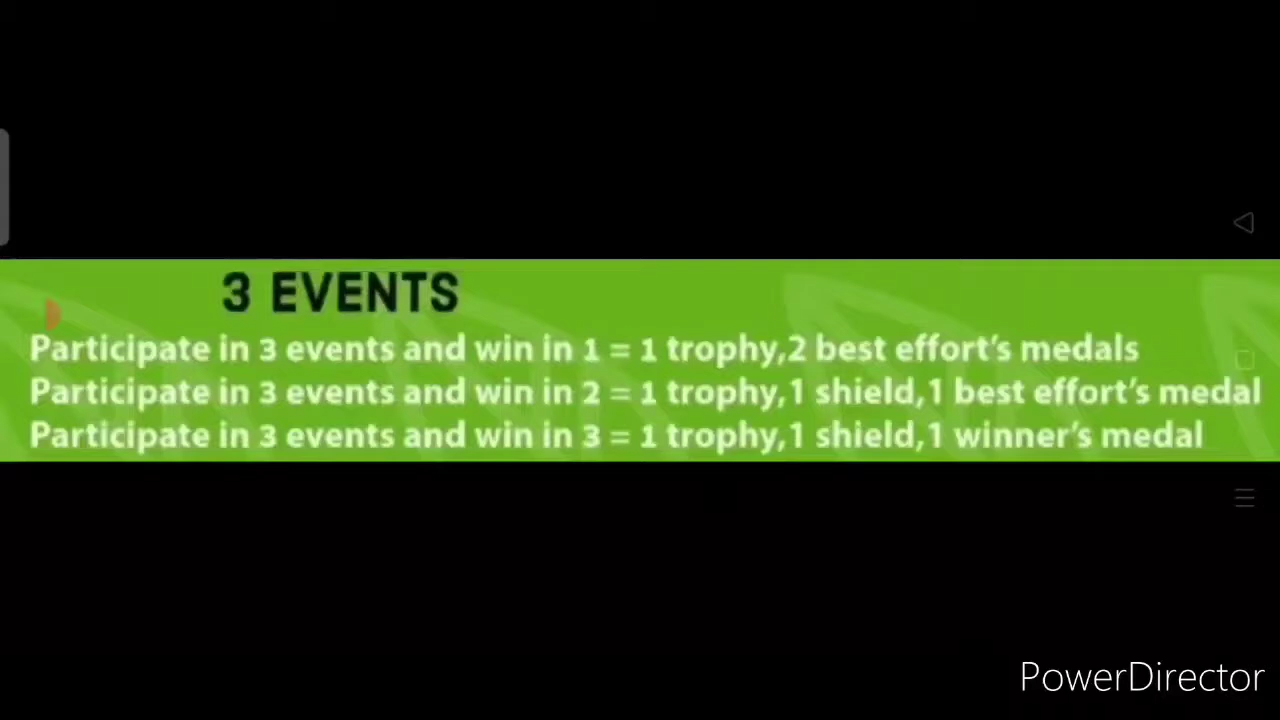 3 EVENTS
Participate in 3 events and win in 1 = 1 trophy,2 best effort's medals
Participate in 3 events and win in 2 = 1 trophy,1 shield,1 best effort's medal
Participate in 3 events and win in 3 = 1 trophy,1 shield,1 winner's medal
PowerDirector